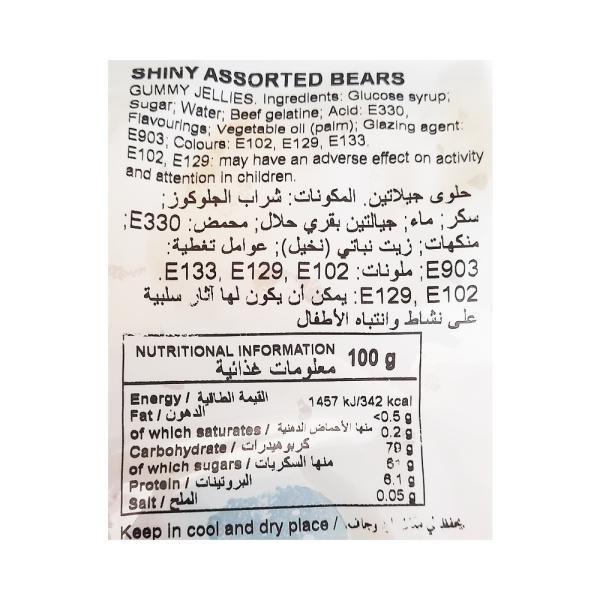 SHINY ASSORTED BEARS
GUMMY JELLIES. Ingredients: Glucose syrup;
Sugar; Water; Beef gelatine; Acid: E330,
Flavourings; Vegetable oil (palm); Glazing agent:
E903; Colours: E102, E129, E133.
E102, E129: may have an adverse effect on activity
and attention in children.
حلوى جيلاتين. المكونات: شراب الجلوكوز;
سكر; ماء; جيالتين بقري حلال; محمض: E330;
منكهات; زيت نباتي (نخيل); عوامل تغطية:
E903; ملونات: E133, E129, E102.
E129, E102: يمكن أن يكون لها آثار سلبية
على نشاط وانتباه الأطفال
NUTRITIONAL INFORMATION 100 g
معلومات غذائية
Energy / القيمة الطاقية 1457 kJ/342 kcal
Fat / الدهون <0.5 g
of which saturates / منها الأحماض الدهنية 0.2 g
Carbohydrate / كربوهيدرات 79 g
of which sugars / منها السكريات g
Protein / البروتينات 6.1 g
Salt / الملح 0.05 g
Keep in cool and dry place / يحفظ في وجاف.